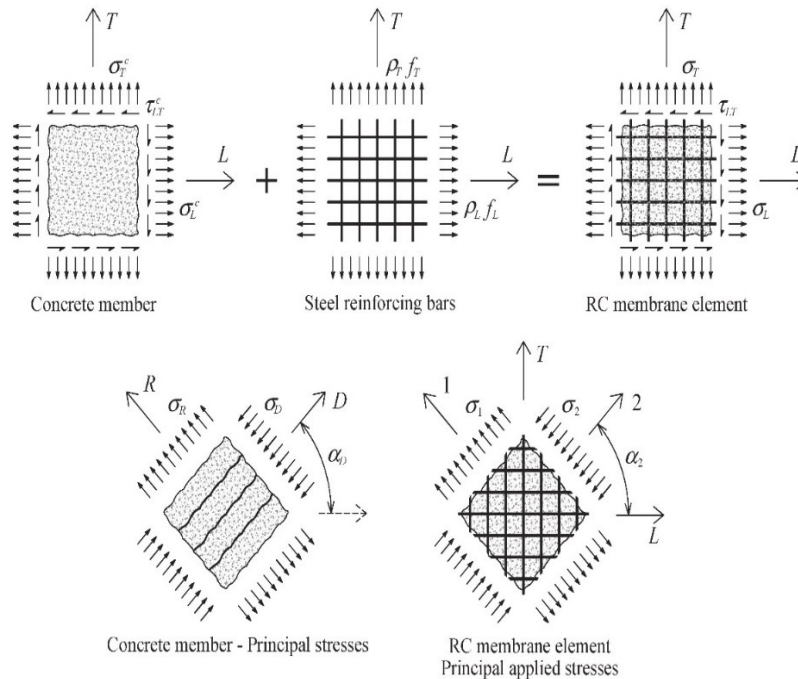 T T T
σ_T^c ρ_T f_T σ_T
τ_LT^c τ_LT
L + L = L
σ_L^c ρ_L f_L σ_L
Concrete member Steel reinforcing bars RC membrane element
T
R σ_R σ_D D 1 σ_1 σ_2 2
α_D α_2
L
Concrete member - Principal stresses RC membrane element
Principal applied stresses